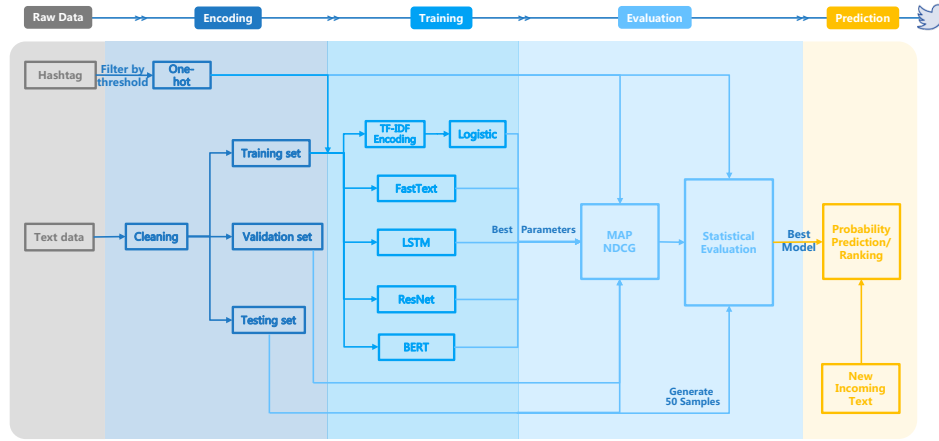 Raw Data
Encoding
Training
Evaluation
Prediction
Hashtag
Filter by
threshold
One-
hot
TF-IDF
Encoding
Logistic
Training set
FastText
Text data
Cleaning
Validation set
LSTM
Best Parameters
MAP
NDCG
Statistical
Evaluation
Best
Model
Probability
Prediction/
Ranking
ResNet
Testing set
BERT
Generate
50 Samples
New
Incoming
Text